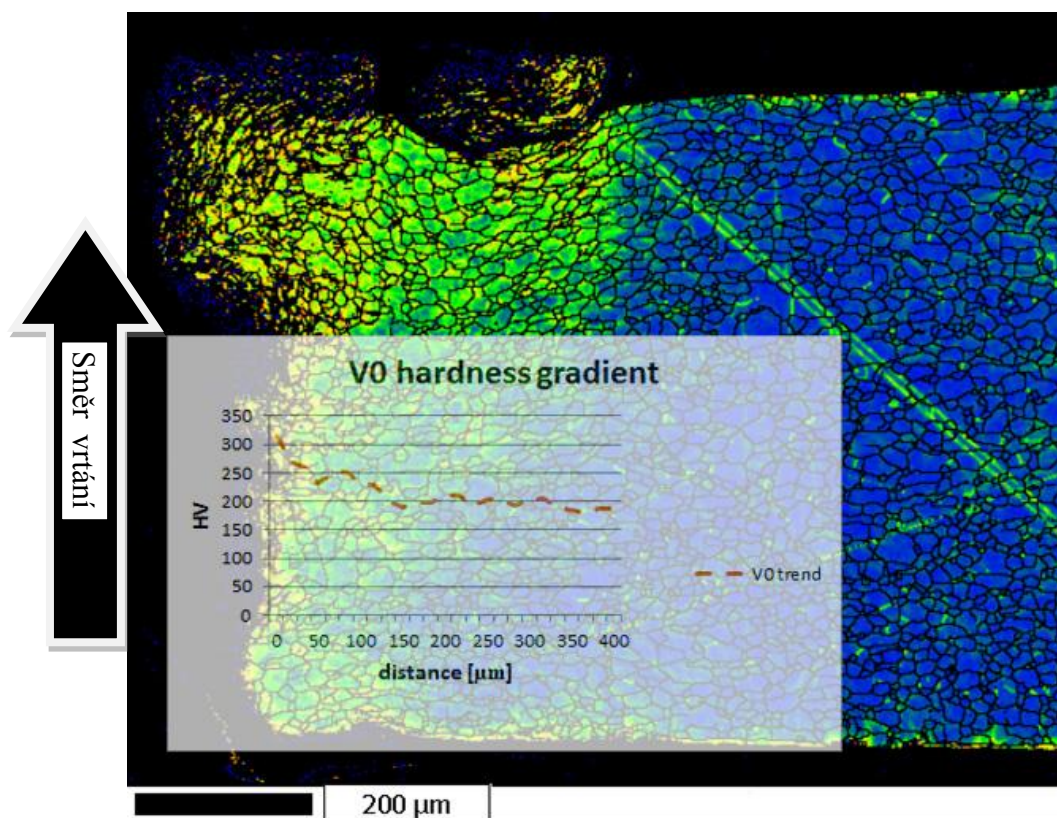 Směr vrtání
V0 hardness gradient
350
300
250
200
150
100
50
0
HV
0 50 100 150 200 250 300 350 400
distance [µm]
V0 trend
200 µm